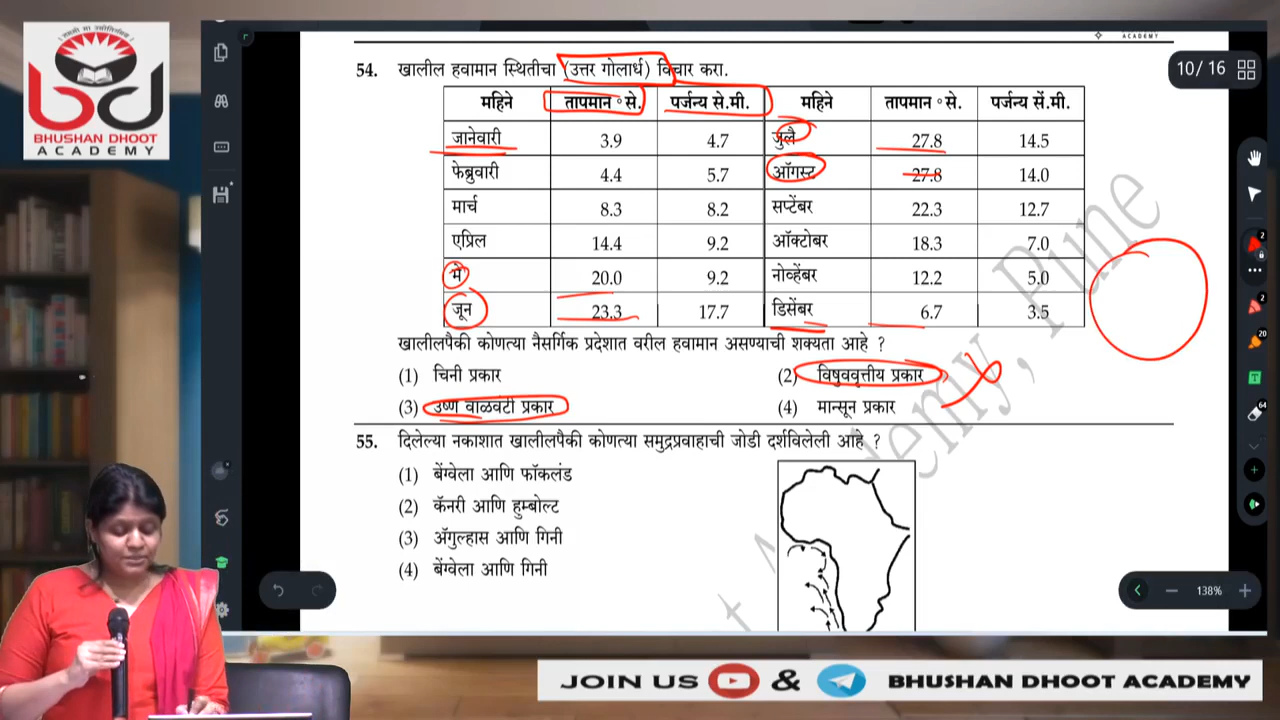 BHUSHAN DHOOT
ACADEMY
ACADEMY
10/16
54. खालील हवामान स्थितीचा (उत्तर गोलार्ध) विचार करा.
महिने तापमान ° से. पर्जन्य से.मी. महिने तापमान ° से. पर्जन्य सें.मी.
जानेवारी 3.9 4.7 जुलै 27.8 14.5
फेब्रुवारी 4.4 5.7 ऑगस्ट 27.8 14.0
मार्च 8.3 8.2 सप्टेंबर 22.3 12.7
एप्रिल 14.4 9.2 ऑक्टोबर 18.3 7.0
मे 20.0 9.2 नोव्हेंबर 12.2 5.0
जून 23.3 17.7 डिसेंबर 6.7 3.5
खालीलपैकी कोणत्या नैसर्गिक प्रदेशात वरील हवामान असण्याची शक्यता आहे ?
(1) चिनी प्रकार (2) विषुववृत्तीय प्रकार
(3) उष्ण वाळवंटी प्रकार (4) मान्सून प्रकार
55. दिलेल्या नकाशात खालीलपैकी कोणत्या समुद्रप्रवाहाची जोडी दर्शविलेली आहे ?
(1) बेंग्वेला आणि फॉकलंड
(2) कॅनरी आणि हुम्बोल्ट
(3) ॲगुल्हास आणि गिनी
(4) बेंग्वेला आणि गिनी
138%
JOIN US & BHUSHAN DHOOT ACADEMY